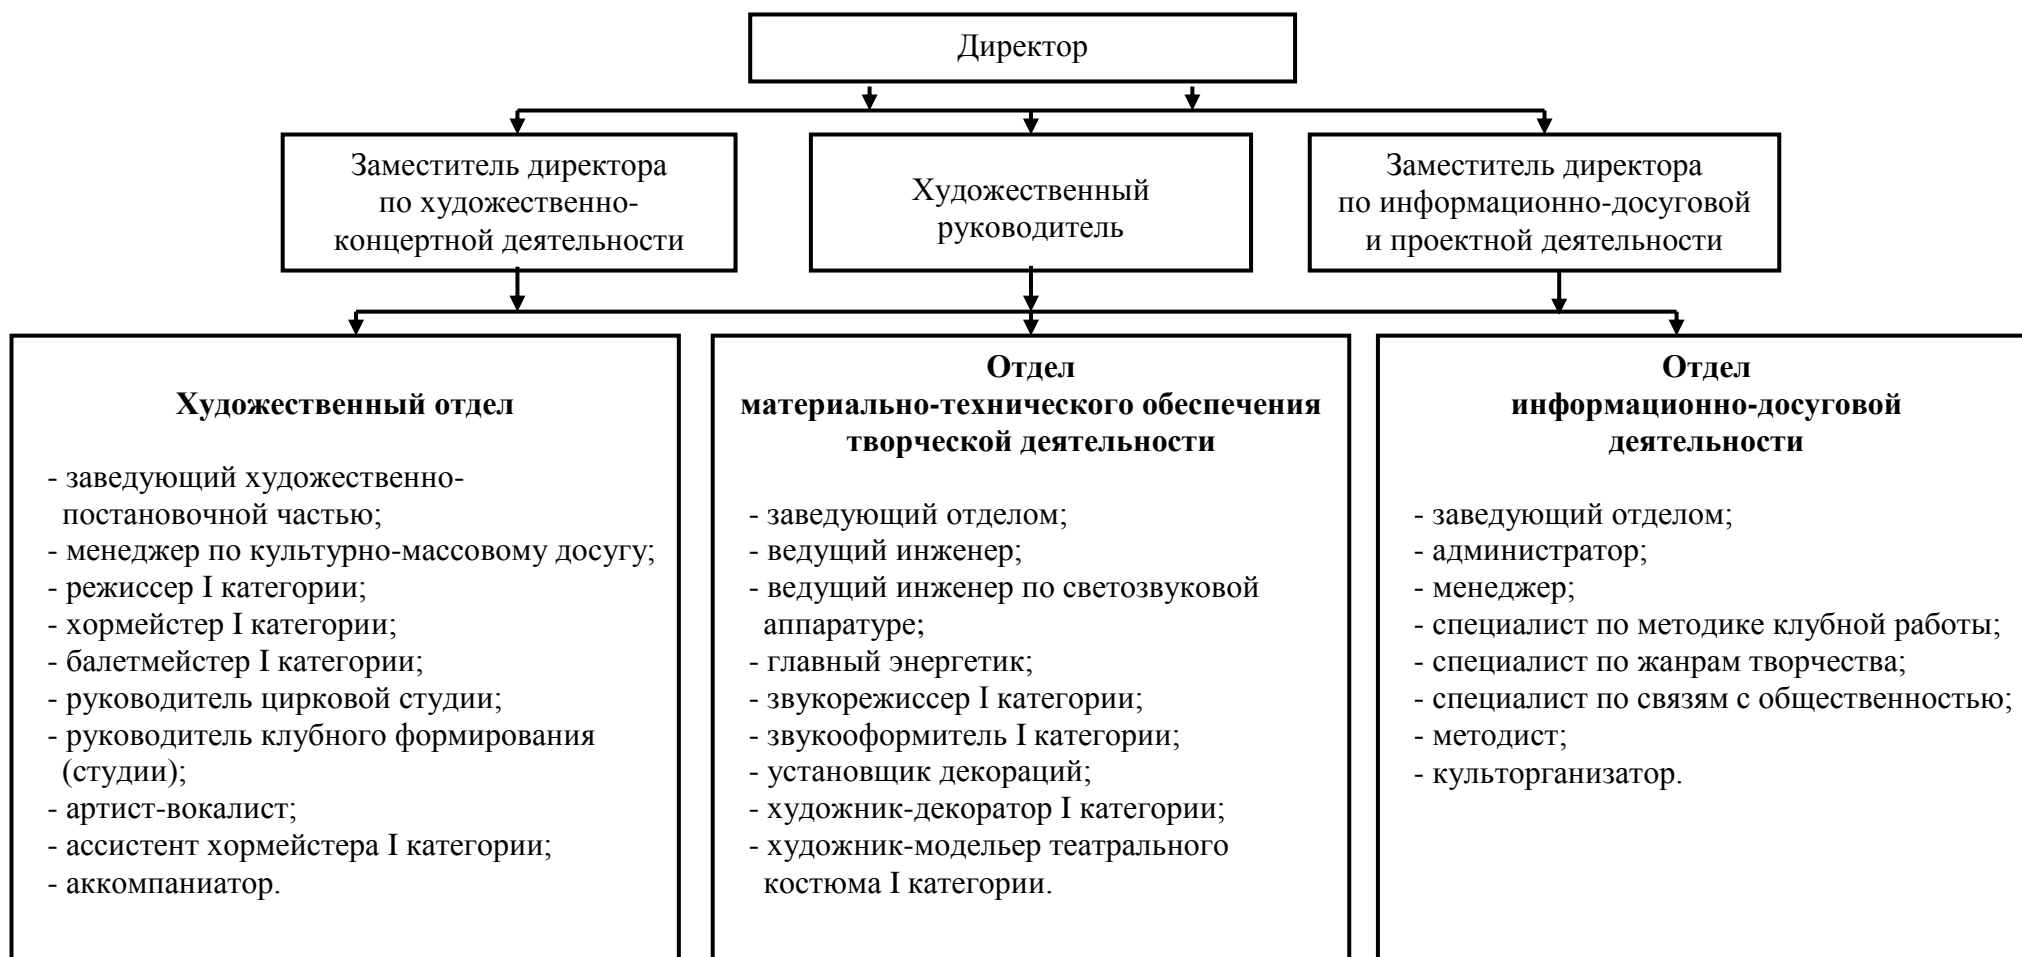 Директор
Заместитель директора
по художественно-
концертной деятельности
Художественный
руководитель
Заместитель директора
по информационно-досуговой
и проектной деятельности
Художественный отдел
- заведующий художественно-
постановочной частью;
- менеджер по культурно-массовому досугу;
- режиссер I категории;
- хормейстер I категории;
- балетмейстер I категории;
- руководитель цирковой студии;
- руководитель клубного формирования
(студии);
- артист-вокалист;
- ассистент хормейстера I категории;
- аккомпаниатор.
Отдел
материально-технического обеспечения
творческой деятельности
- заведующий отделом;
- ведущий инженер;
- ведущий инженер по светозвуковой
аппаратуре;
- главный энергетик;
- звукорежиссер I категории;
- звукооформитель I категории;
- установщик декораций;
- художник-декоратор I категории;
- художник-модельер театрального
костюма I категории.
Отдел
информационно-досуговой
деятельности
- заведующий отделом;
- администратор;
- менеджер;
- специалист по методике клубной работы;
- специалист по жанрам творчества;
- специалист по связям с общественностью;
- методист;
- культорганизатор.